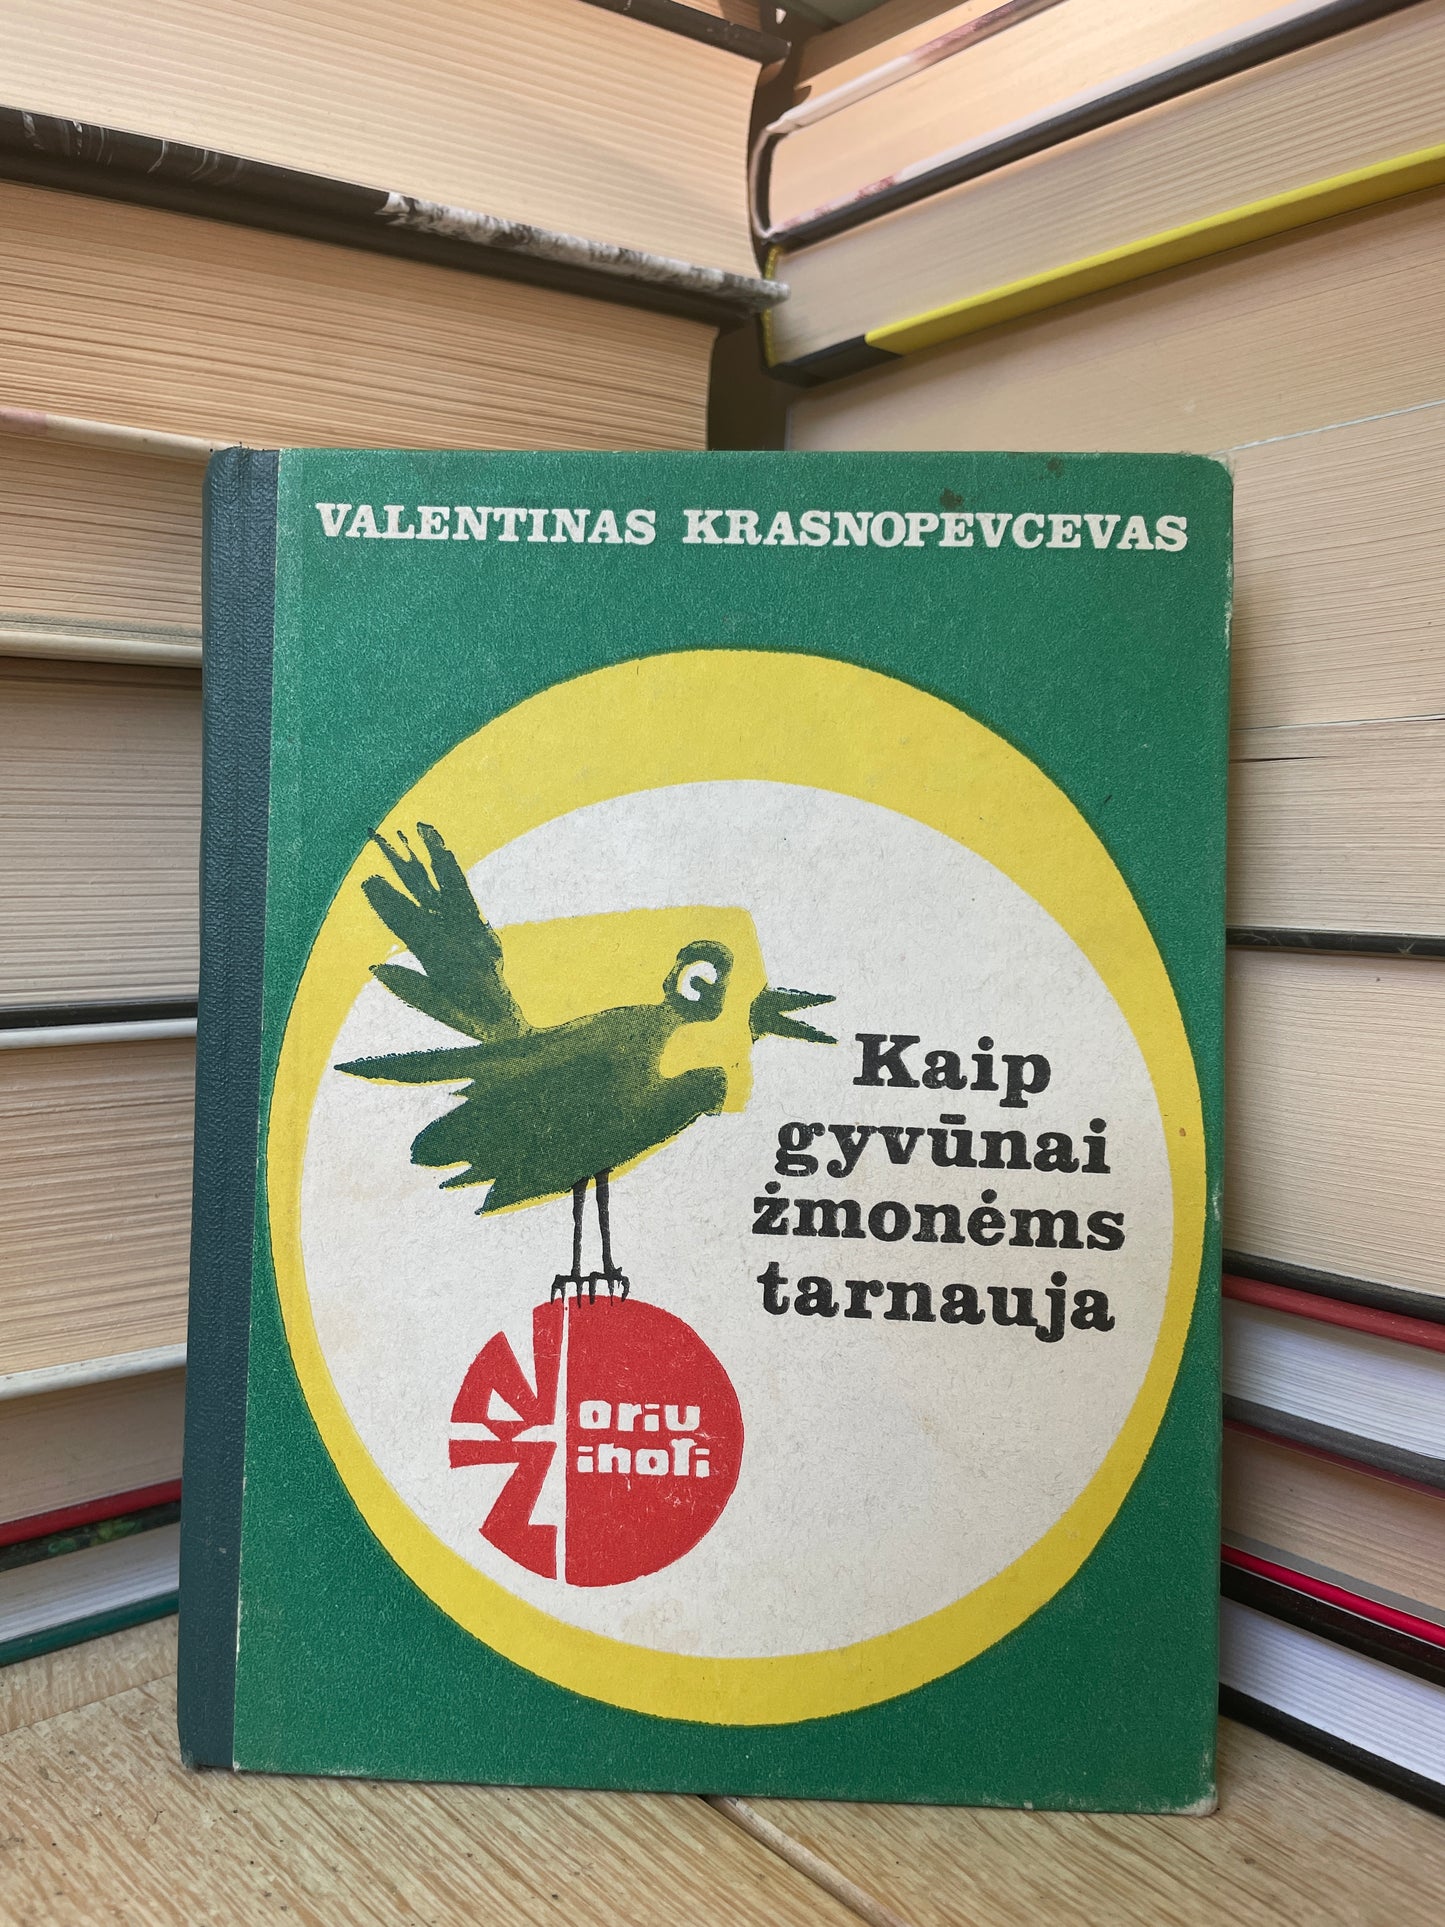 VALENTINAS KRASNOPEVCEVAS
Kaip
gyvūnai
žmonėms
tarnauja
Noriu
Žinoti